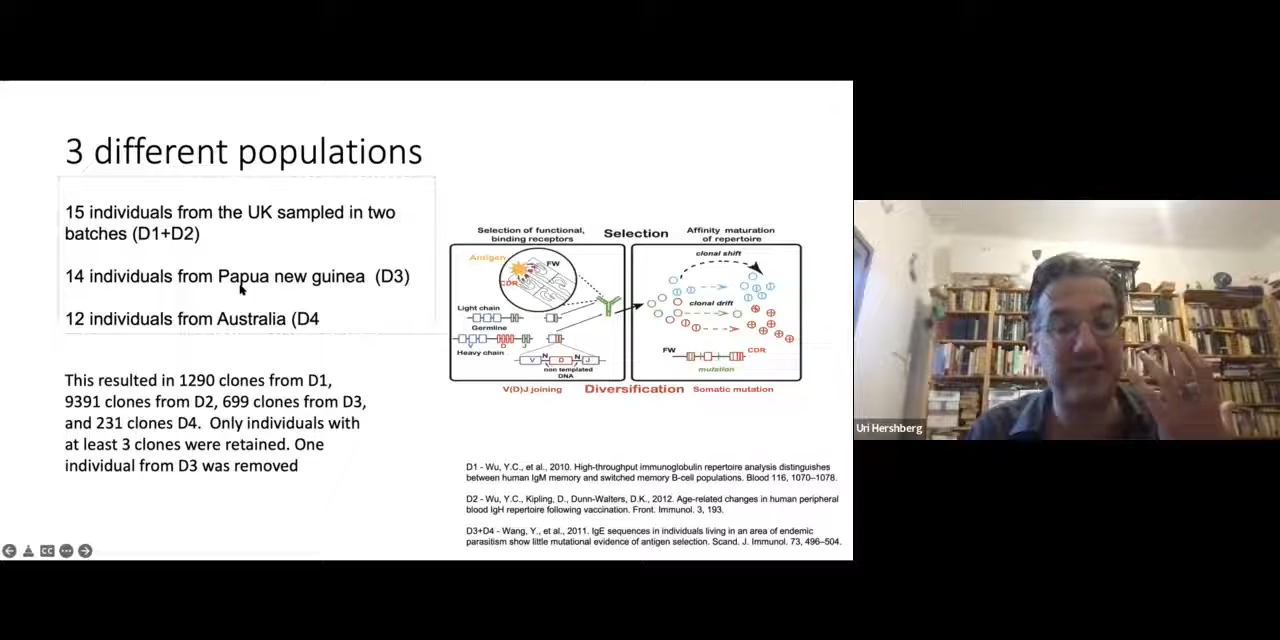 3 different populations
15 individuals from the UK sampled in two
batches (D1+D2)
14 individuals from Papua new guinea (D3)
12 individuals from Australia (D4
This resulted in 1290 clones from D1,
9391 clones from D2, 699 clones from D3,
and 231 clones D4. Only individuals with
at least 3 clones were retained. One
individual from D3 was removed
Selection
Selection of functional,
binding receptors
Antigen
FW
CDR
Light chain
Germline
V
D
J
Heavy chain
N
N
V
D
J
non templated
DNA
V(D)J joining
Affinity maturation
of repertoire
clonal shift
clonal drift
FW
CDR
mutation
Diversification
Somatic mutation
D1 - Wu, Y.C., et al., 2010. High-throughput immunoglobulin repertoire analysis distinguishes
between human IgM memory and switched memory B-cell populations. Blood 116, 1070–1078.
D2 - Wu, Y.C., Kipling, D., Dunn-Walters, D.K., 2012. Age-related changes in human peripheral
blood IgH repertoire following vaccination. Front. Immunol. 3, 193.
D3+D4 - Wang, Y., et al., 2011. IgE sequences in individuals living in an area of endemic
parasitism show little mutational evidence of antigen selection. Scand. J. Immunol. 73, 496–504.
CC
Uri Hershberg